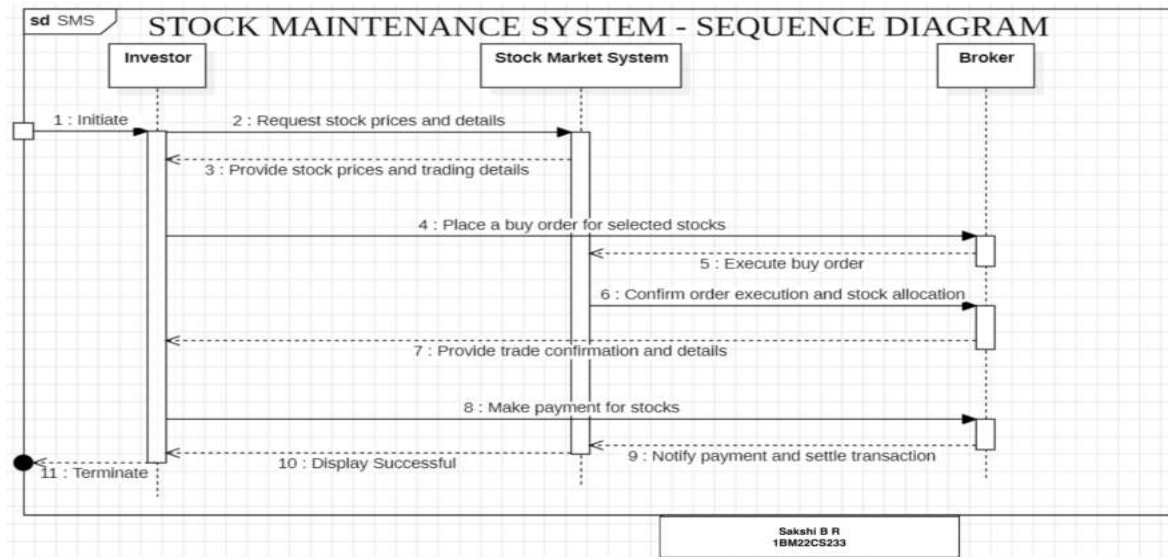 sd SMS
STOCK MAINTENANCE SYSTEM - SEQUENCE DIAGRAM
Investor
Stock Market System
Broker
1 : Initiate
2 : Request stock prices and details
3 : Provide stock prices and trading details
4 : Place a buy order for selected stocks
5 : Execute buy order
6 : Confirm order execution and stock allocation
7 : Provide trade confirmation and details
8 : Make payment for stocks
9 : Notify payment and settle transaction
10 : Display Successful
11 : Terminate
Sakshi B R
1BM22CS233